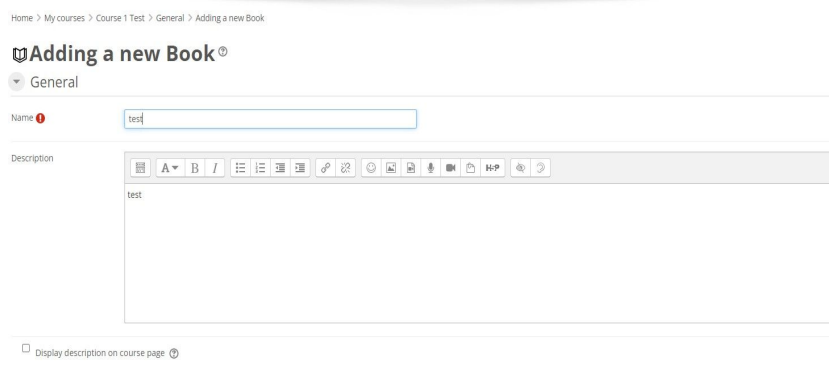 Home > My courses > Course 1 Test > General > Adding a new Book
Adding a new Book
General
Name
test
Description
A B I H-P
test
Display description on course page